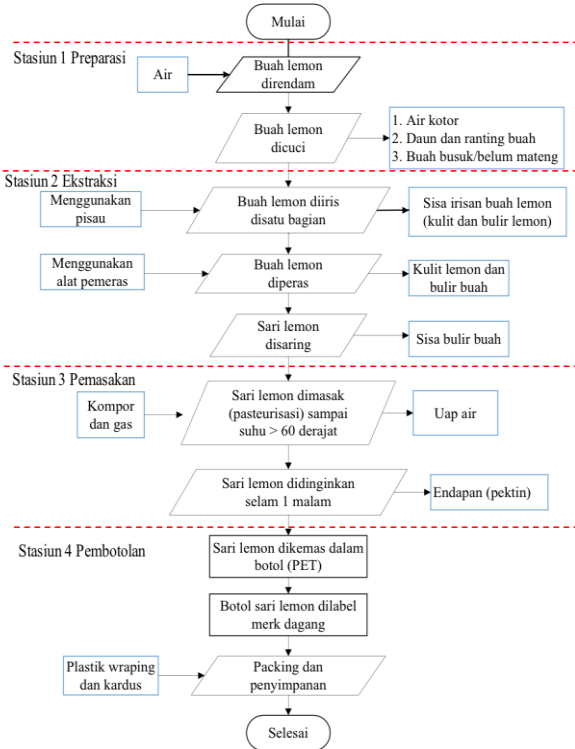 Mulai
Stasiun 1 Preparasi
Air
Buah lemon
direndam
Buah lemon
dicuci
1. Air kotor
2. Daun dan ranting buah
3. Buah busuk/belum mateng
Stasiun 2 Ekstraksi
Menggunakan
pisau
Buah lemon diiris
disatu bagian
Sisa irisan buah lemon
(kulit dan bulir lemon)
Menggunakan
alat pemeras
Buah lemon
diperas
Kulit lemon dan
bulir buah
Sari lemon
disaring
Sisa bulir buah
Stasiun 3 Pemasakan
Kompor
dan gas
Sari lemon dimasak
(pasteurisasi) sampai
suhu > 60 derajat
Uap air
Sari lemon didinginkan
selam 1 malam
Endapan (pektin)
Stasiun 4 Pembotolan
Sari lemon dikemas dalam
botol (PET)
Botol sari lemon dilabel
merk dagang
Plastik wraping
dan kardus
Packing dan
penyimpanan
Selesai